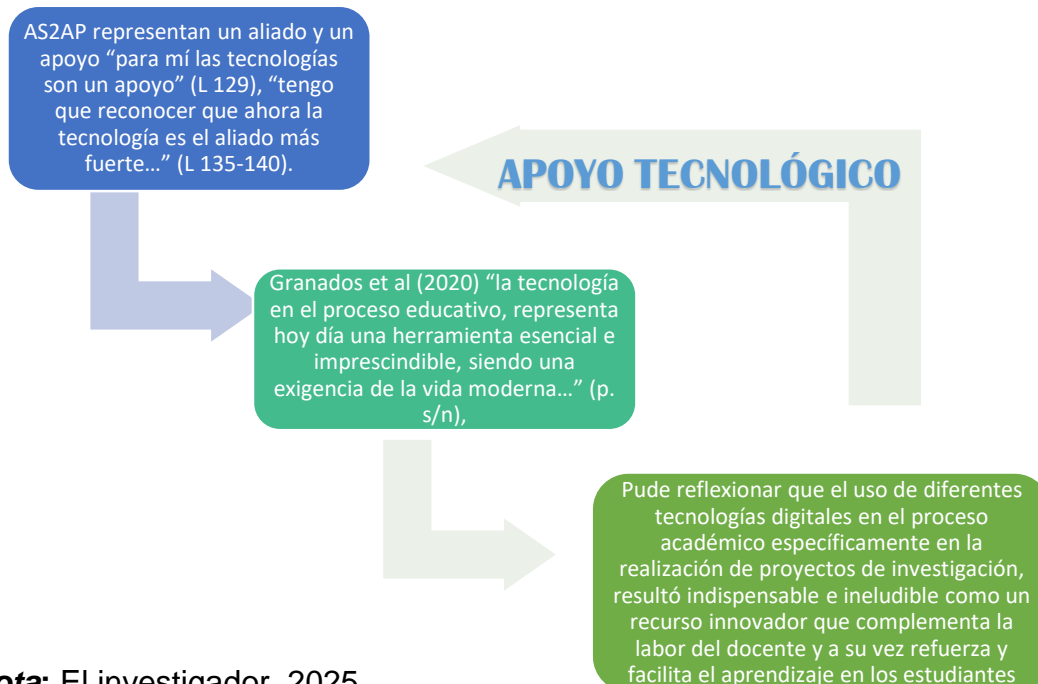 AS2AP representan un aliado y un
apoyo “para mí las tecnologías
son un apoyo” (L 129), “tengo
que reconocer que ahora la
tecnología es el aliado más
fuerte…” (L 135-140).
APOYO TECNOLÓGICO
Granados et al (2020) “la tecnología
en el proceso educativo, representa
hoy día una herramienta esencial e
imprescindible, siendo una
exigencia de la vida moderna…” (p.
s/n),
Pude reflexionar que el uso de diferentes
tecnologías digitales en el proceso
académico específicamente en la
realización de proyectos de investigación,
resultó indispensable e ineludible como un
recurso innovador que complementa la
labor del docente y a su vez refuerza y
facilita el aprendizaje en los estudiantes
ota: El investigador, 2025